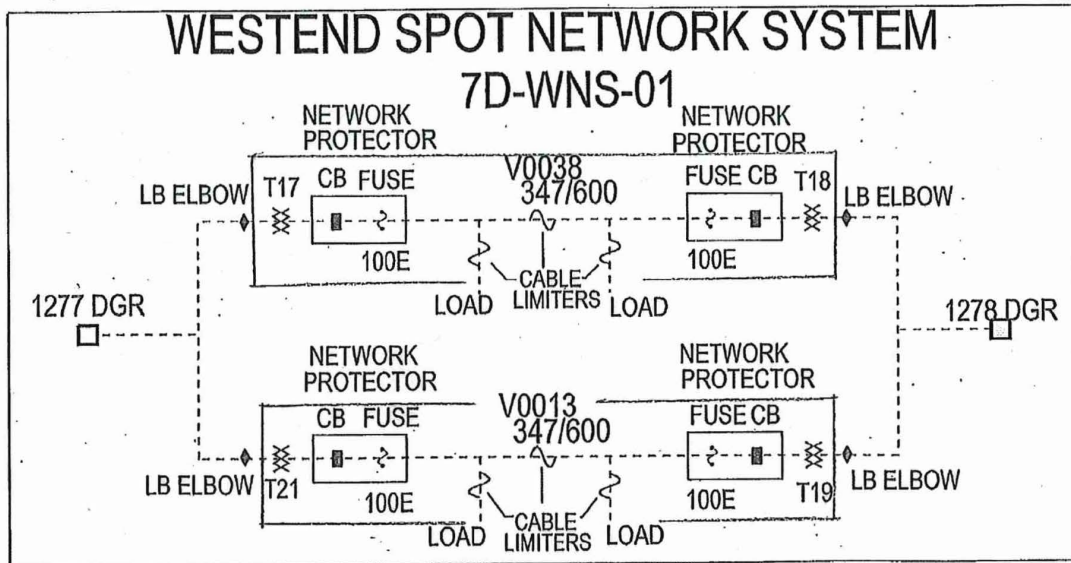 WESTEND SPOT NETWORK SYSTEM
7D-WNS-01
NETWORK
PROTECTOR
NETWORK
PROTECTOR
LB ELBOW
T17
CB FUSE
V0038
347/600
FUSE CB
T18
LB ELBOW
100E
100E
CABLE
LIMITERS
LOAD
LOAD
1277 DGR
1278 DGR
NETWORK
PROTECTOR
NETWORK
PROTECTOR
CB FUSE
V0013
347/600
FUSE CB
LB ELBOW
T21
100E
100E
T19
LB ELBOW
CABLE
LIMITERS
LOAD
LOAD